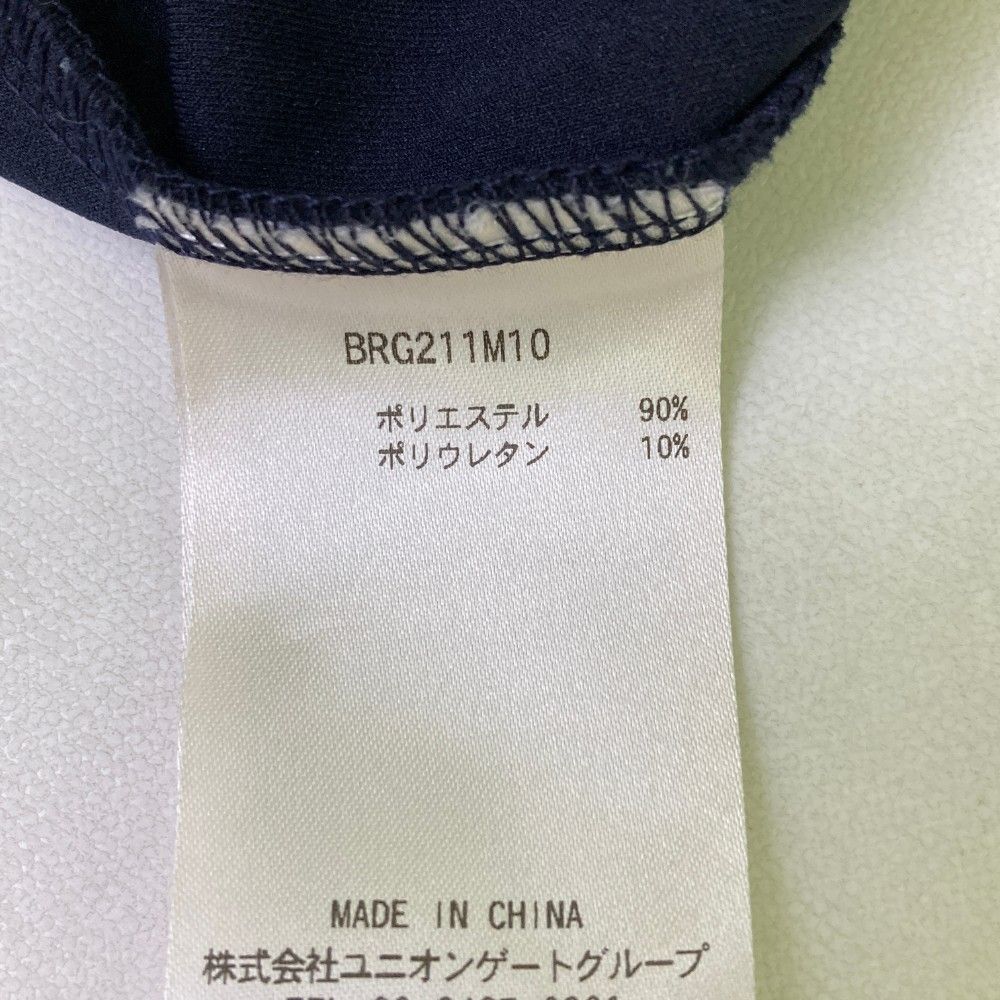 BRG211M10
ポリエステル 90%
ポリウレタン 10%
MADE IN CHINA
株式会社ユニオンゲートグループ